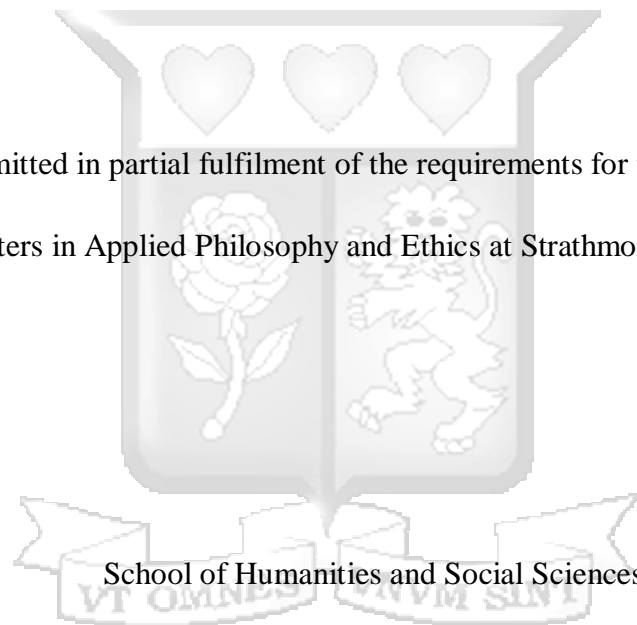 mitted in partial fulfilment of the requirements for
ters in Applied Philosophy and Ethics at Strathmo
School of Humanities and Social Sciences
VT OMNES VNVM SINT